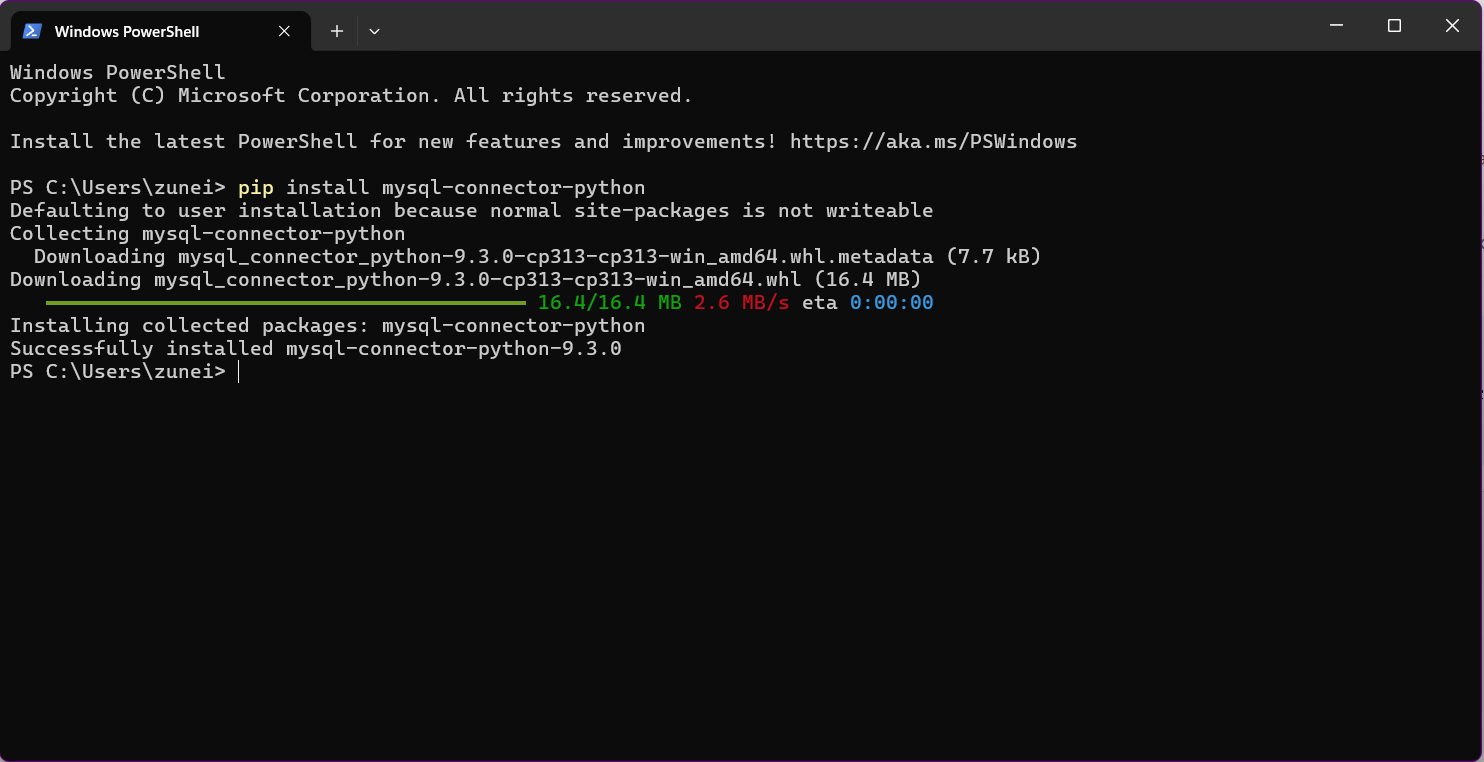 Windows PowerShell
Windows PowerShell
Copyright (C) Microsoft Corporation. All rights reserved.
Install the latest PowerShell for new features and improvements! https://aka.ms/PSWindows
PS C:\Users\zunei> pip install mysql-connector-python
Defaulting to user installation because normal site-packages is not writeable
Collecting mysql-connector-python
  Downloading mysql_connector_python-9.3.0-cp313-cp313-win_amd64.whl.metadata (7.7 kB)
Downloading mysql_connector_python-9.3.0-cp313-cp313-win_amd64.whl (16.4 MB)
16.4/16.4 MB 2.6 MB/s eta 0:00:00
Installing collected packages: mysql-connector-python
Successfully installed mysql-connector-python-9.3.0
PS C:\Users\zunei>